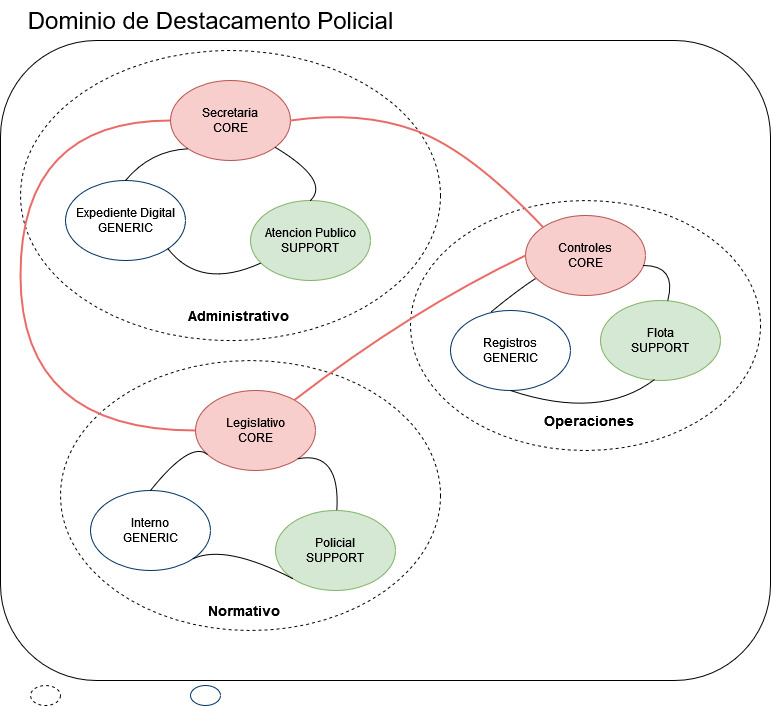 Dominio de Destacamento Policial
Secretaria
CORE
Expediente Digital
GENERIC
Atencion Publico
SUPPORT
Administrativo
Controles
CORE
Registros
GENERIC
Flota
SUPPORT
Operaciones
Legislativo
CORE
Interno
GENERIC
Policial
SUPPORT
Normativo